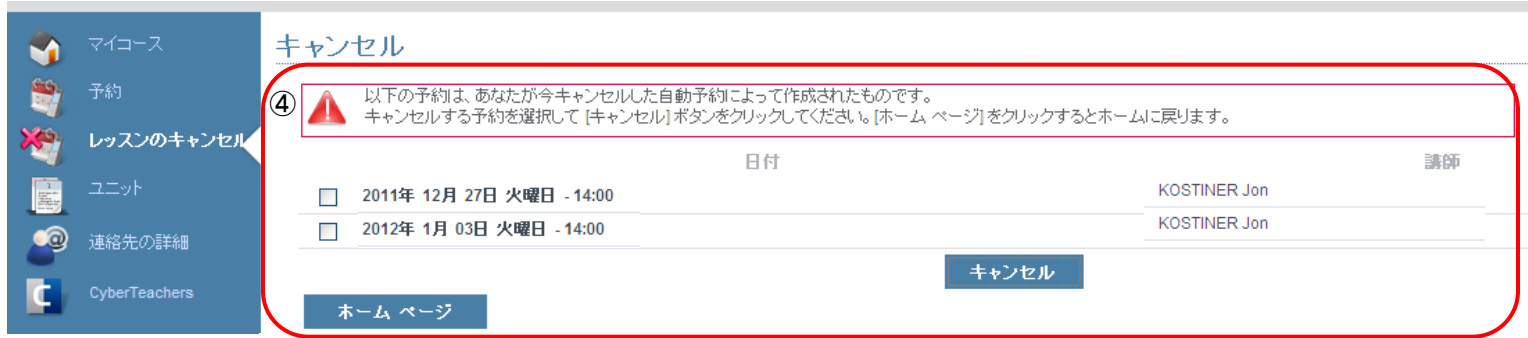 マイコース
予約
レッスンのキャンセル
ユニット
連絡先の詳細
CyberTeachers
キャンセル
④
以下の予約は、あなたが今キャンセルした自動予約によって作成されたものです。
キャンセルする予約を選択して [キャンセル] ボタンをクリックしてください。[ホーム ページ] をクリックするとホームに戻ります。
日付 講師
2011年 12月 27日 火曜日 - 14:00 KOSTINER Jon
2012年 1月 03日 火曜日 - 14:00 KOSTINER Jon
キャンセル
ホーム ページ